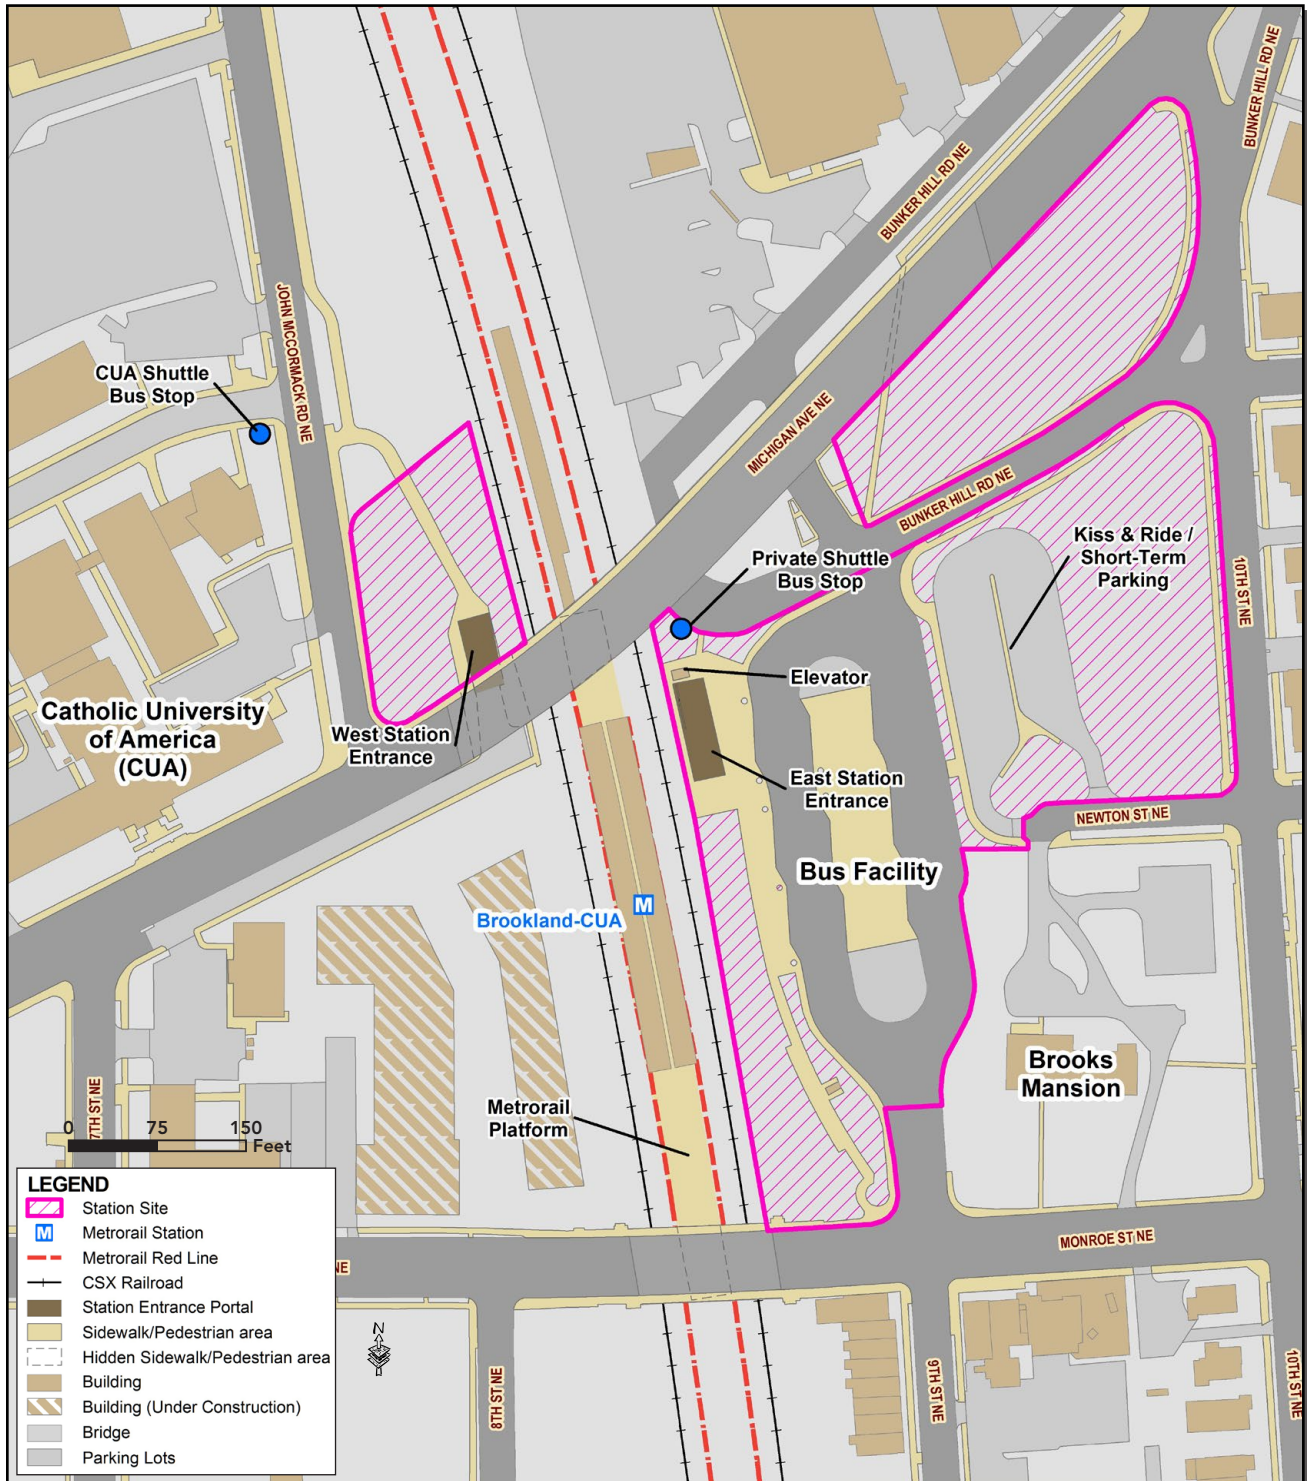 BUNKER HILL RD NE
BUNKER HILL RD NE
JOHN MCCORMACK RD NE
CUA Shuttle
Bus Stop
MICHIGAN AVE NE
BUNKER HILL RD NE
Kiss & Ride /
Short-Term
Parking
Private Shuttle
Bus Stop
10TH ST NE
Elevator
Catholic University
of America
(CUA)
West Station
Entrance
East Station
Entrance
NEWTON ST NE
Bus Facility
M
Brookland-CUA
Brooks
Mansion
Metrorail
Platform
7TH ST NE
0 75 150
Feet
MONROE ST NE
NE
LEGEND
Station Site
M Metrorail Station
Metrorail Red Line
CSX Railroad
Station Entrance Portal
Sidewalk/Pedestrian area
Hidden Sidewalk/Pedestrian area
Building
Building (Under Construction)
Bridge
Parking Lots
N
8TH ST NE
9TH ST NE
10TH ST NE